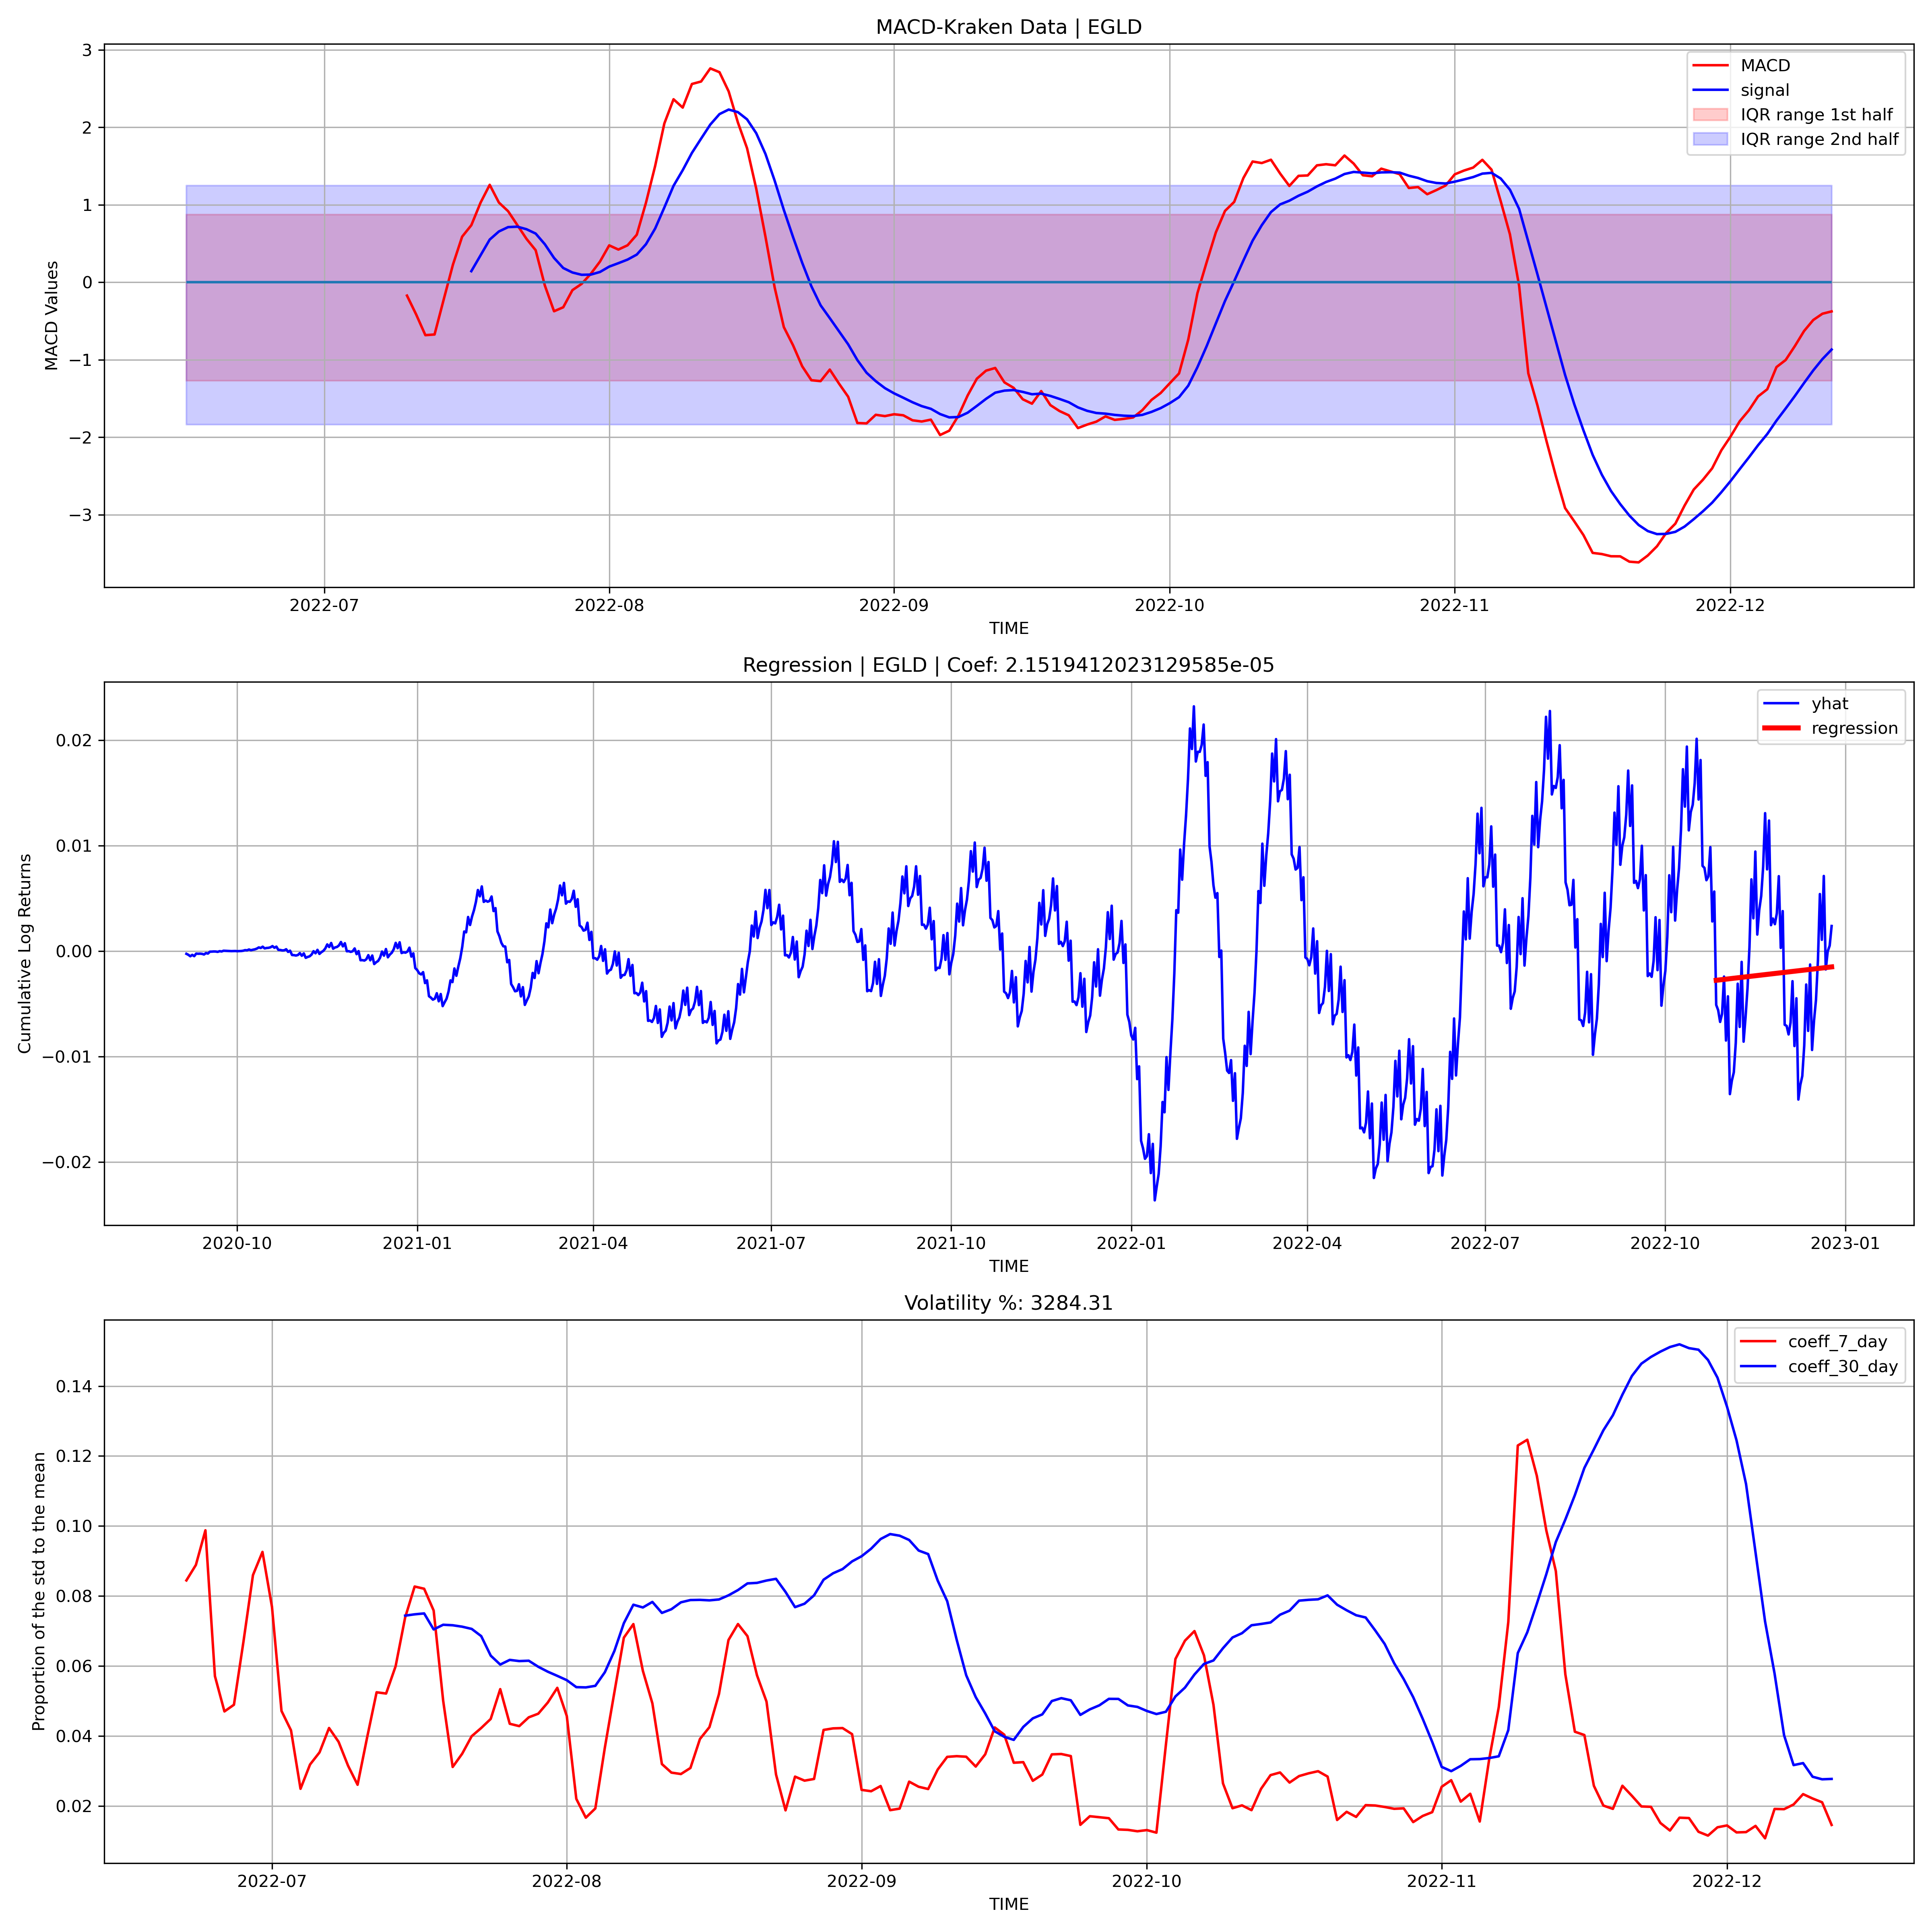 MACD-Kraken Data | EGLD
MACD Values
3
2
1
0
−1
−2
−3
MACD
signal
IQR range 1st half
IQR range 2nd half
2022-07 2022-08 2022-09 2022-10 2022-11 2022-12
TIME
Regression | EGLD | Coef: 2.1519412023129585e-05
Cumulative Log Returns
0.02
0.01
0.00
−0.01
−0.02
yhat
regression
2020-10 2021-01 2021-04 2021-07 2021-10 2022-01 2022-04 2022-07 2022-10 2023-01
TIME
Volatility %: 3284.31
Proportion of the std to the mean
0.14
0.12
0.10
0.08
0.06
0.04
0.02
coeff_7_day
coeff_30_day
2022-07 2022-08 2022-09 2022-10 2022-11 2022-12
TIME